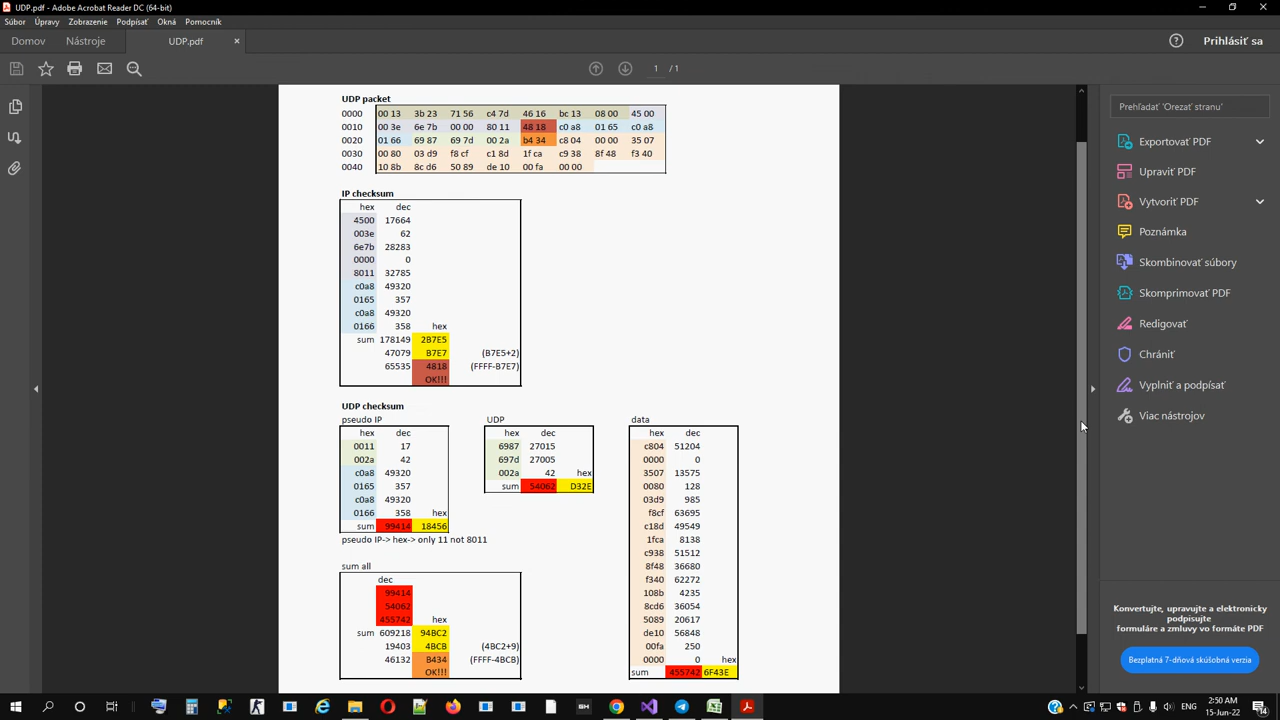 UDP.pdf - Adobe Acrobat Reader DC (64-bit)
Súbor Úpravy Zobrazenie Podpísať Okná Pomocník
Domov Nástroje UDP.pdf × Prihlásiť sa
1 / 1
UDP packet
0000 00 13 3b 23 71 56 c4 7d 46 16 bc 13 08 00 45 00
0010 00 3e 6e 7b 00 00 80 11 48 18 c0 a8 01 65 c0 a8
0020 01 66 69 87 69 7d 00 2a b4 34 c8 04 00 00 35 07
0030 00 80 03 d9 f8 cf c1 8d 1f ca c9 38 8f 48 f3 40
0040 10 8b 8c d6 50 89 de 10 00 fa 00 00
IP checksum
hex dec
4500 17664
003e 62
6e7b 28283
0000 0
8011 32785
c0a8 49320
0165 357
c0a8 49320
0166 358 hex
sum 178149 2B7E5
47079 B7E7 (B7E5+2)
65535 4818 (FFFF-B7E7)
OK!!!
UDP checksum
pseudo IP
hex dec
0011 17
002a 42
c0a8 49320
0165 357
c0a8 49320
0166 358 hex
sum 99414 18456
pseudo IP-> hex-> only 11 not 8011
UDP
hex dec
6987 27015
697d 27005
002a 42 hex
sum 54062 D32E
data
hex dec
c804 51204
0000 0
3507 13575
0080 128
03d9 985
f8cf 63695
c18d 49549
1fca 8138
c938 51512
8f48 36680
f340 62272
108b 4235
8cd6 36054
5089 20617
de10 56848
00fa 250
0000 0 hex
sum 455742 6F43E
sum all
dec
99414
54062
455742 hex
sum 609218 94BC2
19403 4BCB (4BC2+9)
46132 B434 (FFFF-4BCB)
OK!!!
Prehľadať 'Orezať stranu'
Exportovať PDF
Upraviť PDF
Vytvoriť PDF
Poznámka
Skombinovať súbory
Skomprimovať PDF
Redigovať
Chrániť
Vyplniť a podpísať
Viac nástrojov
Konvertujte, upravujte a elektronicky
podpisujte
formuláre a zmluvy vo formáte PDF
Bezplatná 7-dňová skúšobná verzia
ENG
2:50 AM
15-Jun-22
14